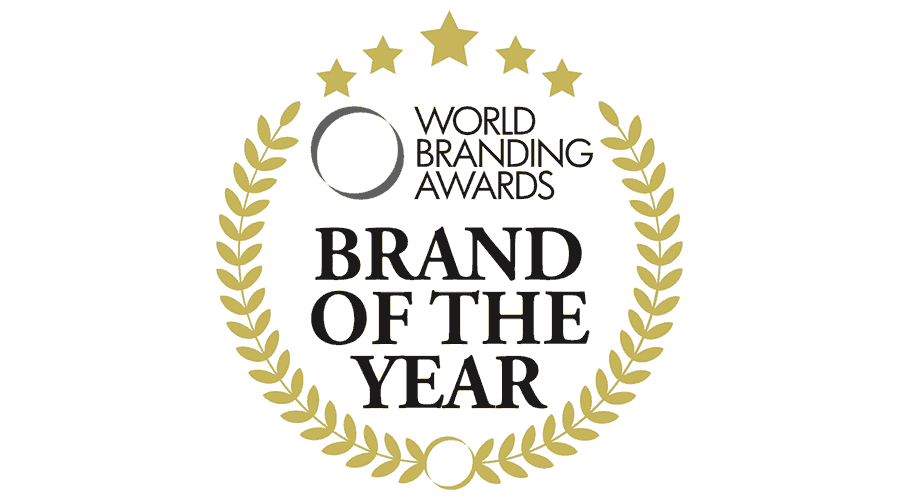 WORLD
BRANDING
AWARDS
BRAND
OF THE
YEAR